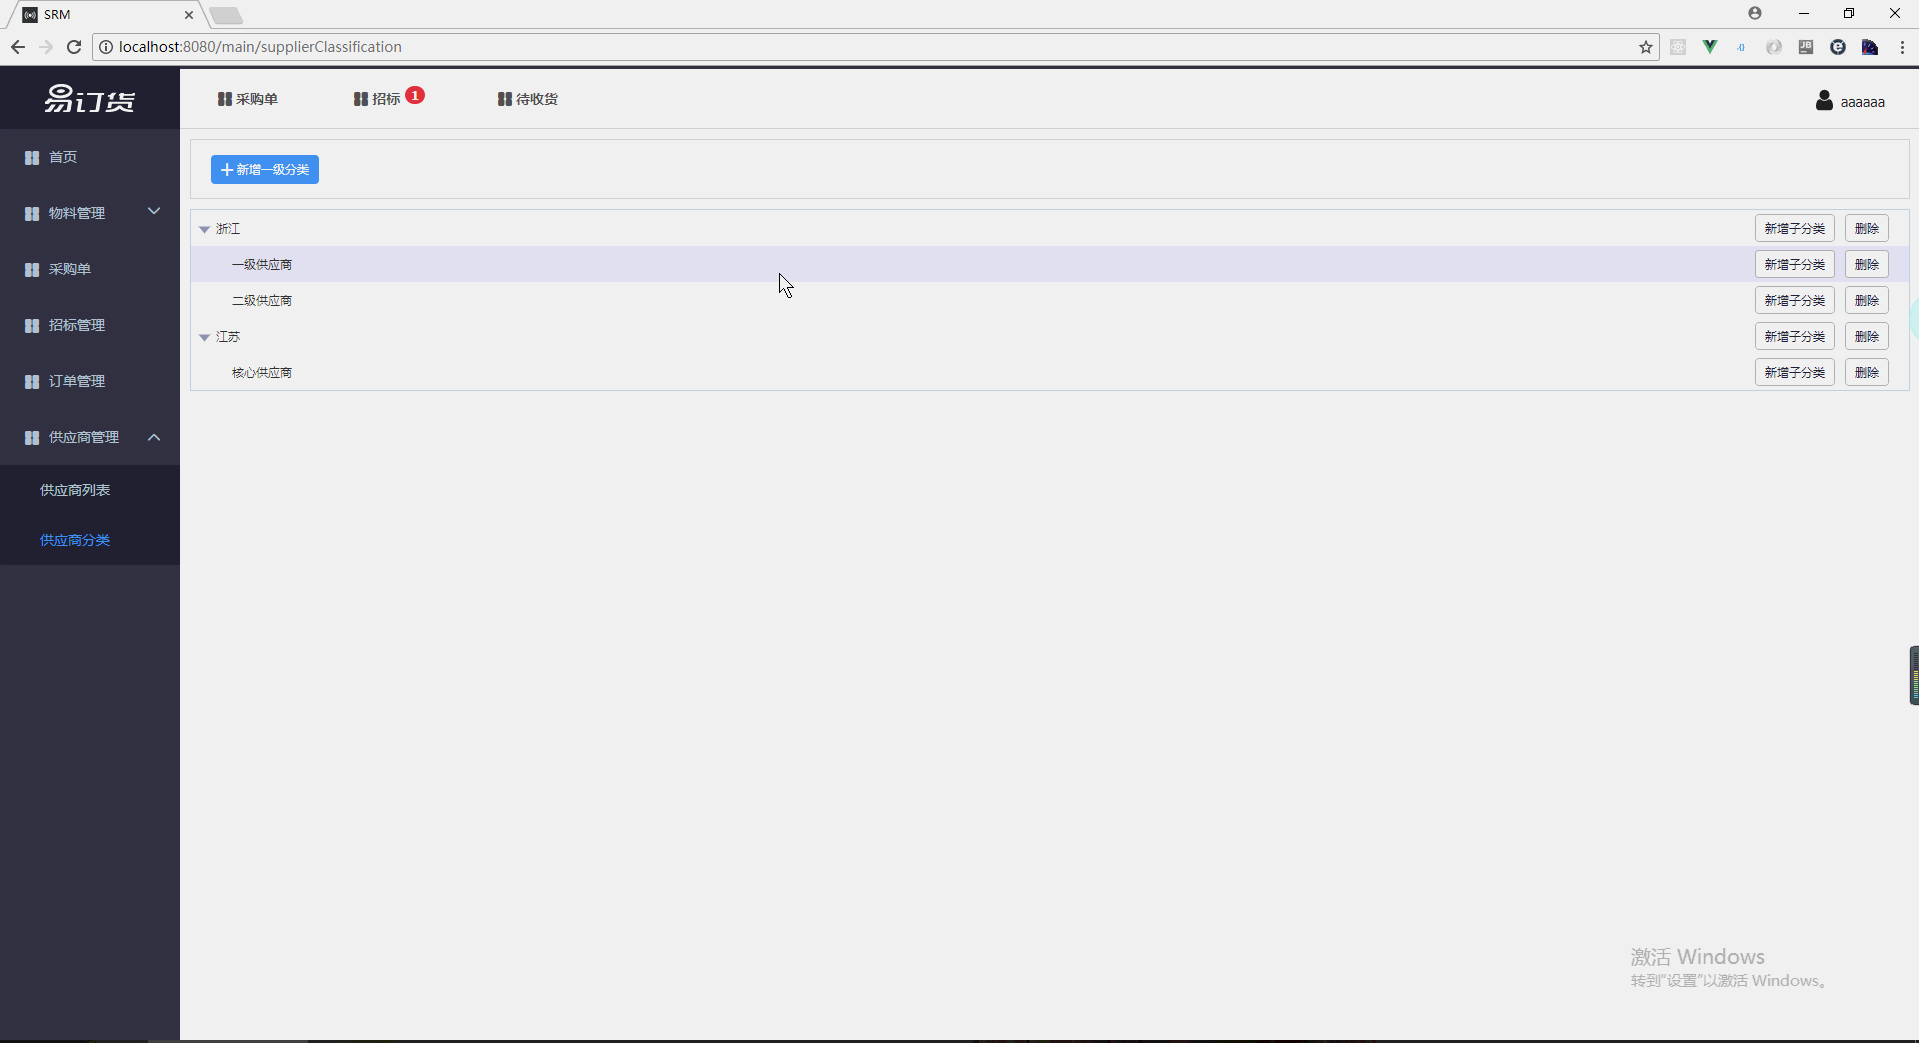 SRM
localhost:8080/main/supplierClassification
易订货
采购单
招标 1
待收货
aaaaaa
首页
物料管理
采购单
招标管理
订单管理
供应商管理
供应商列表
供应商分类
新增一级分类
浙江 新增子分类 删除
一级供应商 新增子分类 删除
二级供应商 新增子分类 删除
江苏 新增子分类 删除
核心供应商 新增子分类 删除
激活 Windows
转到“设置”以激活 Windows。